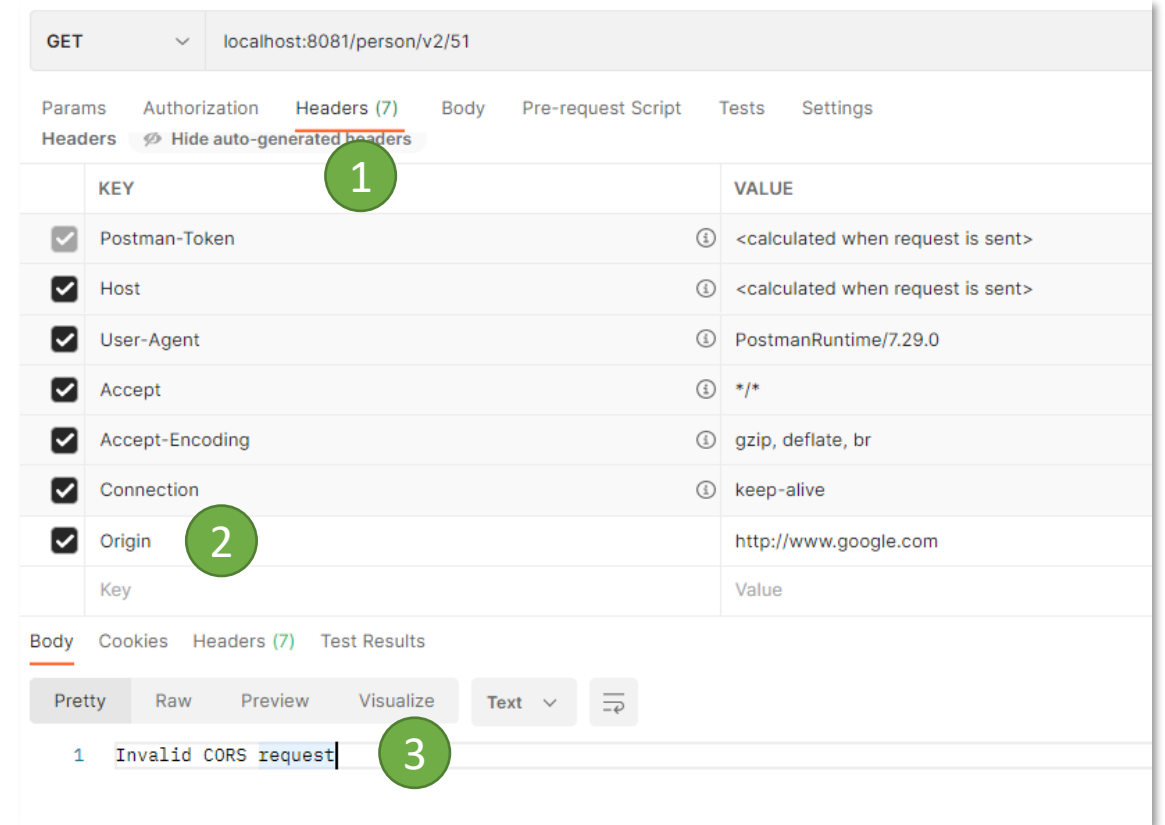 GET localhost:8081/person/v2/51
Params Authorization Headers (7) Body Pre-request Script Tests Settings
Headers Hide auto-generated headers
1
KEY VALUE
Postman-Token <calculated when request is sent>
Host <calculated when request is sent>
User-Agent PostmanRuntime/7.29.0
Accept */*
Accept-Encoding gzip, deflate, br
Connection keep-alive
Origin 2 http://www.google.com
Key Value
Body Cookies Headers (7) Test Results
Pretty Raw Preview Visualize Text
1 Invalid CORS request 3